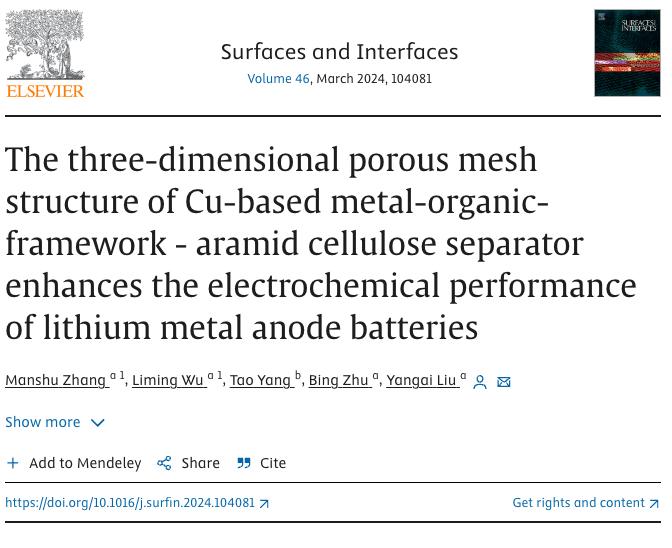 ELSEVIER
Surfaces and Interfaces
Volume 46, March 2024, 104081
SURFACES AND
INTERFACES
The three-dimensional porous mesh
structure of Cu-based metal-organic-
framework - aramid cellulose separator
enhances the electrochemical performance
of lithium metal anode batteries
Manshu Zhang a 1, Liming Wu a 1, Tao Yang b, Bing Zhu a, Yangai Liu a
Show more
Add to Mendeley
Share
Cite
https://doi.org/10.1016/j.surfin.2024.104081
Get rights and content